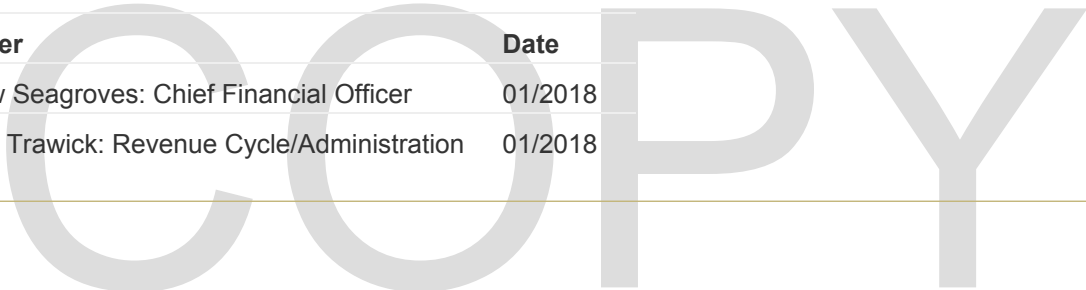 er Date
Seagroves: Chief Financial Officer 01/2018
Trawick: Revenue Cycle/Administration 01/2018
COPY